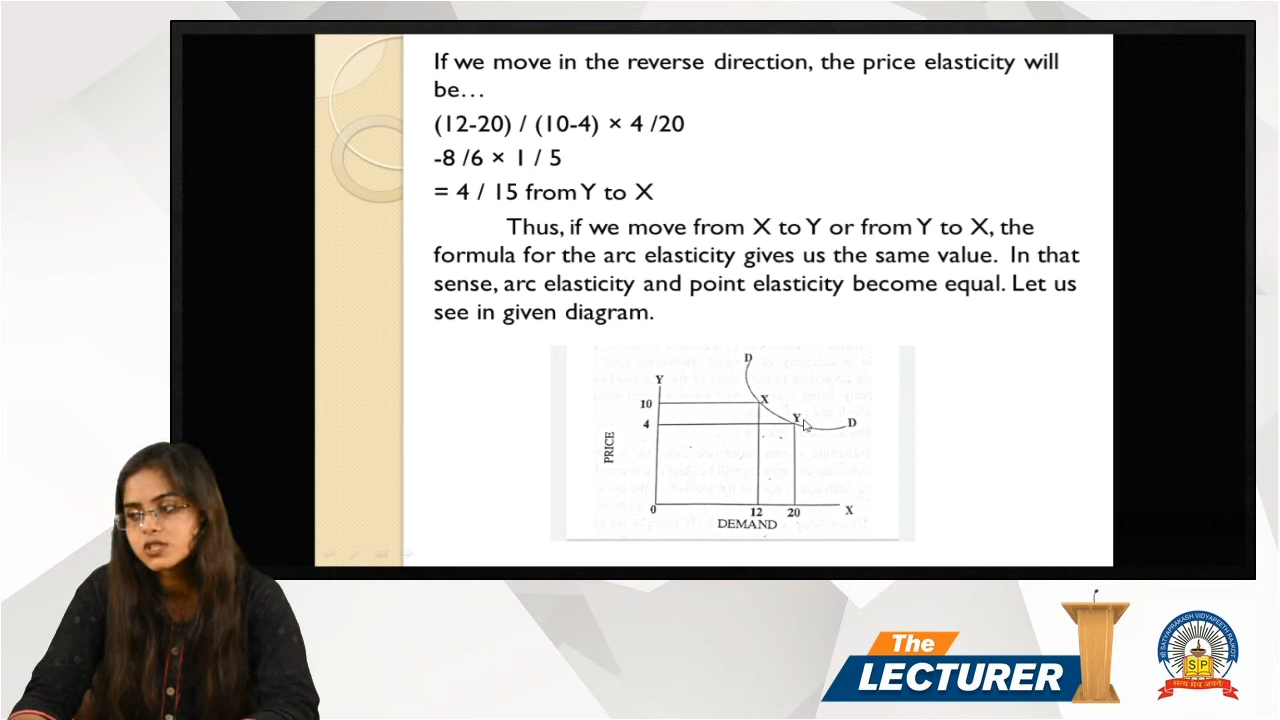 If we move in the reverse direction, the price elasticity will
be…
(12-20) / (10-4) × 4 /20
-8 /6 × 1 / 5
= 4 / 15 from Y to X
Thus, if we move from X to Y or from Y to X, the
formula for the arc elasticity gives us the same value. In that
sense, arc elasticity and point elasticity become equal. Let us
see in given diagram.
D
Y
10
X
4
Y
D
PRICE
0
12
20
X
DEMAND
The
LECTURER
SP
सत्य मेव जयते